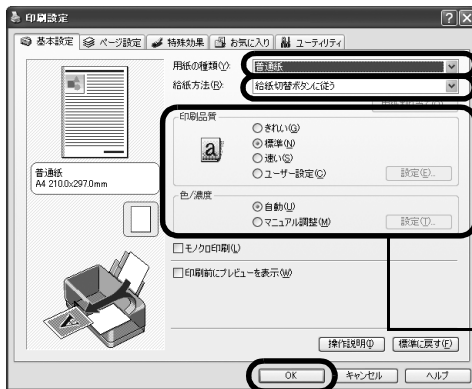 印刷設定
基本設定 ページ設定 特殊効果 お気に入り ユーティリティ
用紙の種類(Y): 普通紙
給紙方法(R): 給紙切替ボタンに従う
印刷品質
きれい(G)
標準(N)
速い(S)
ユーザー設定(C) 設定(E)...
普通紙
A4 210.0x297.0mm
色/濃度
自動(U)
マニュアル調整(M) 設定(T)...
モノクロ印刷(L)
印刷前にプレビューを表示(W)
操作説明(I) 標準に戻す(F)
OK キャンセル ヘルプ